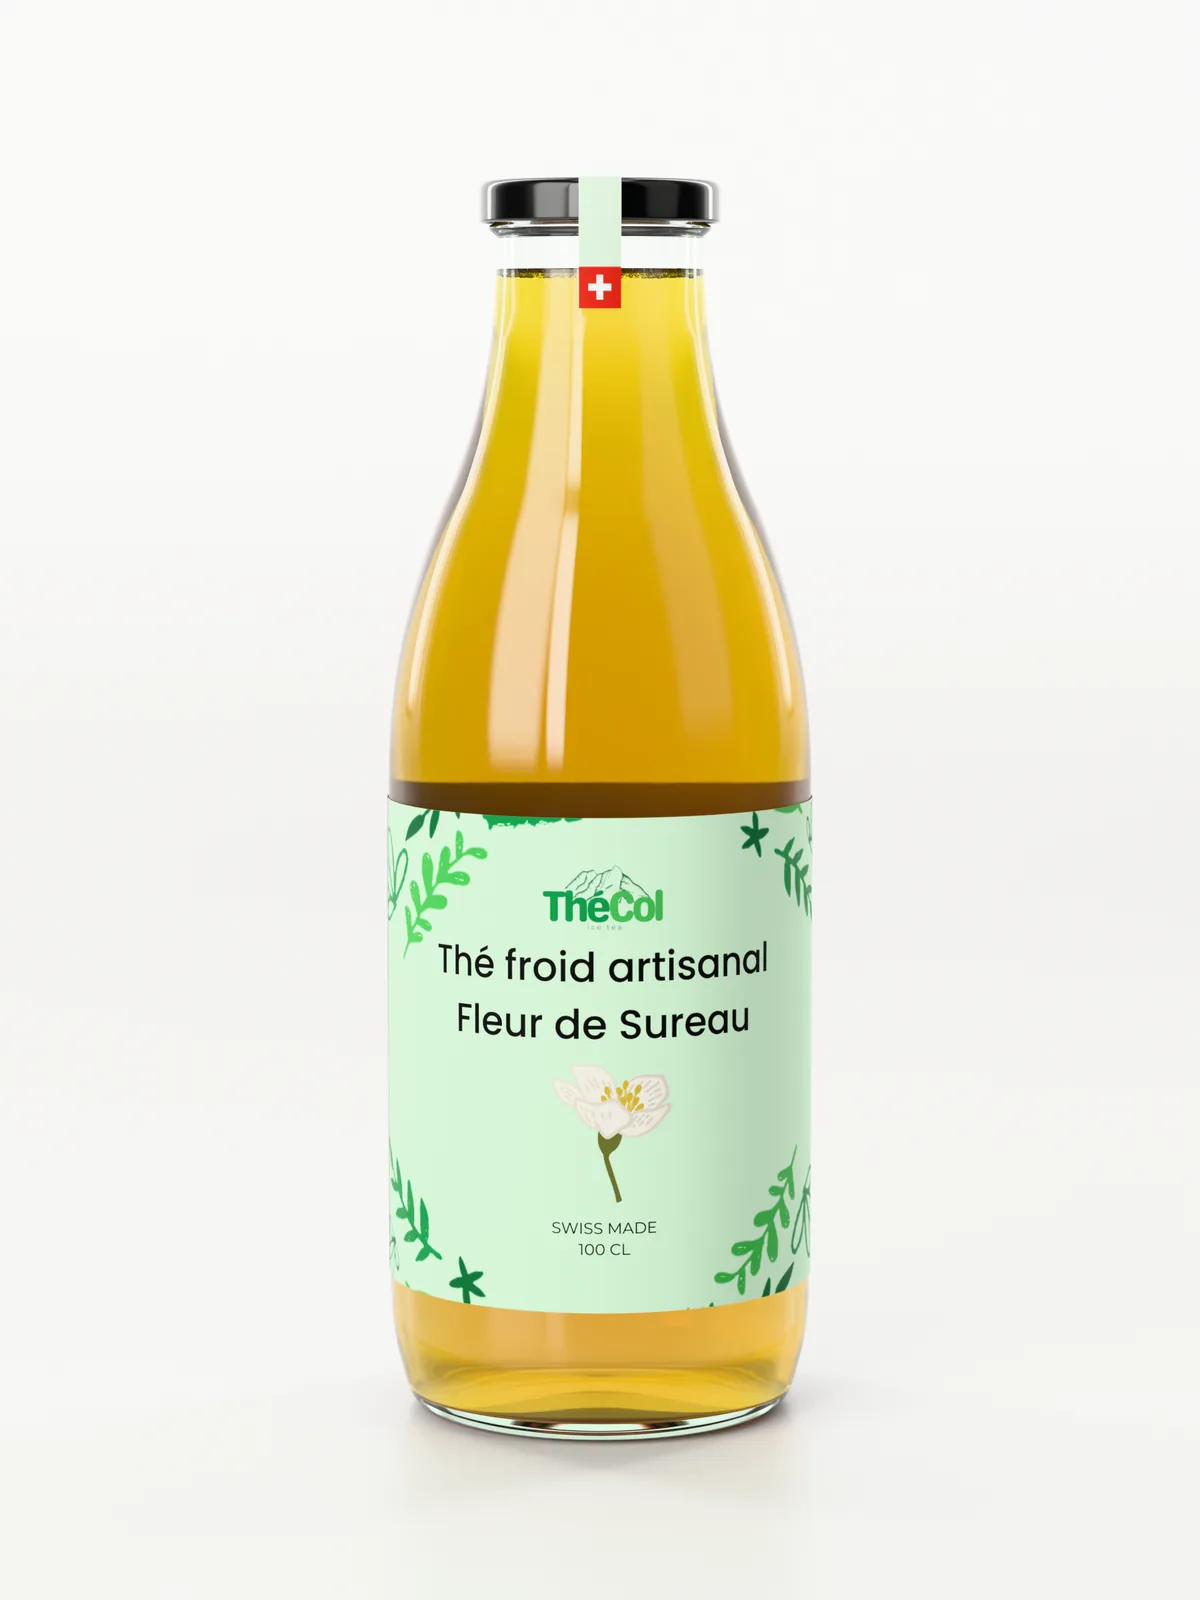 ThéCol
ice tea
Thé froid artisanal
Fleur de Sureau
SWISS MADE
100 CL